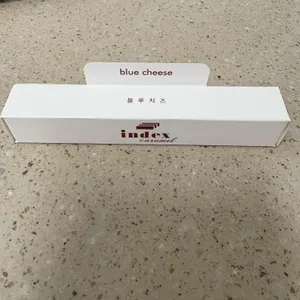 blue cheese
블루치즈
index
caramel